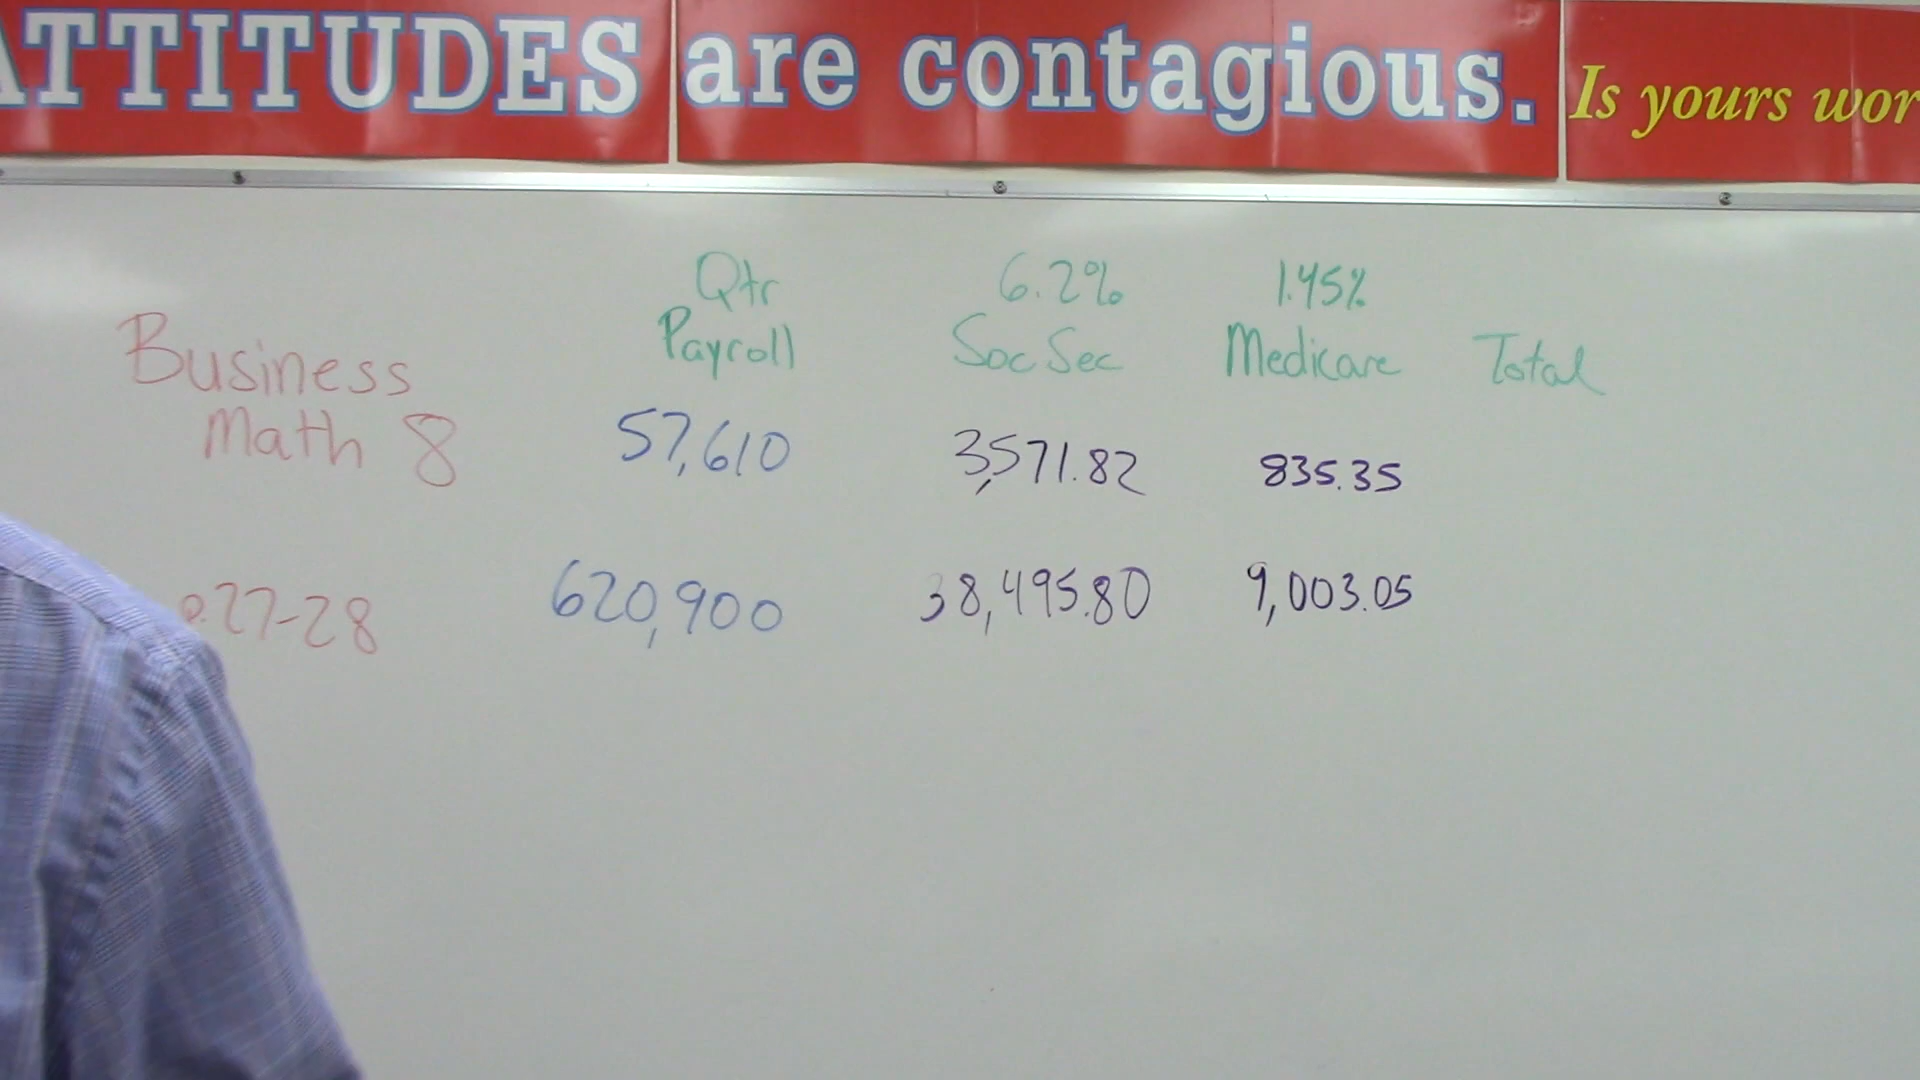 ATTITUDES are contagious. Is yours
Qtr 6.2% 1.45%
Business Payroll Soc Sec Medicare Total
Math 8 57,610 3,571.82 835.35
p.27-28 620,900 38,495.80 9,003.05